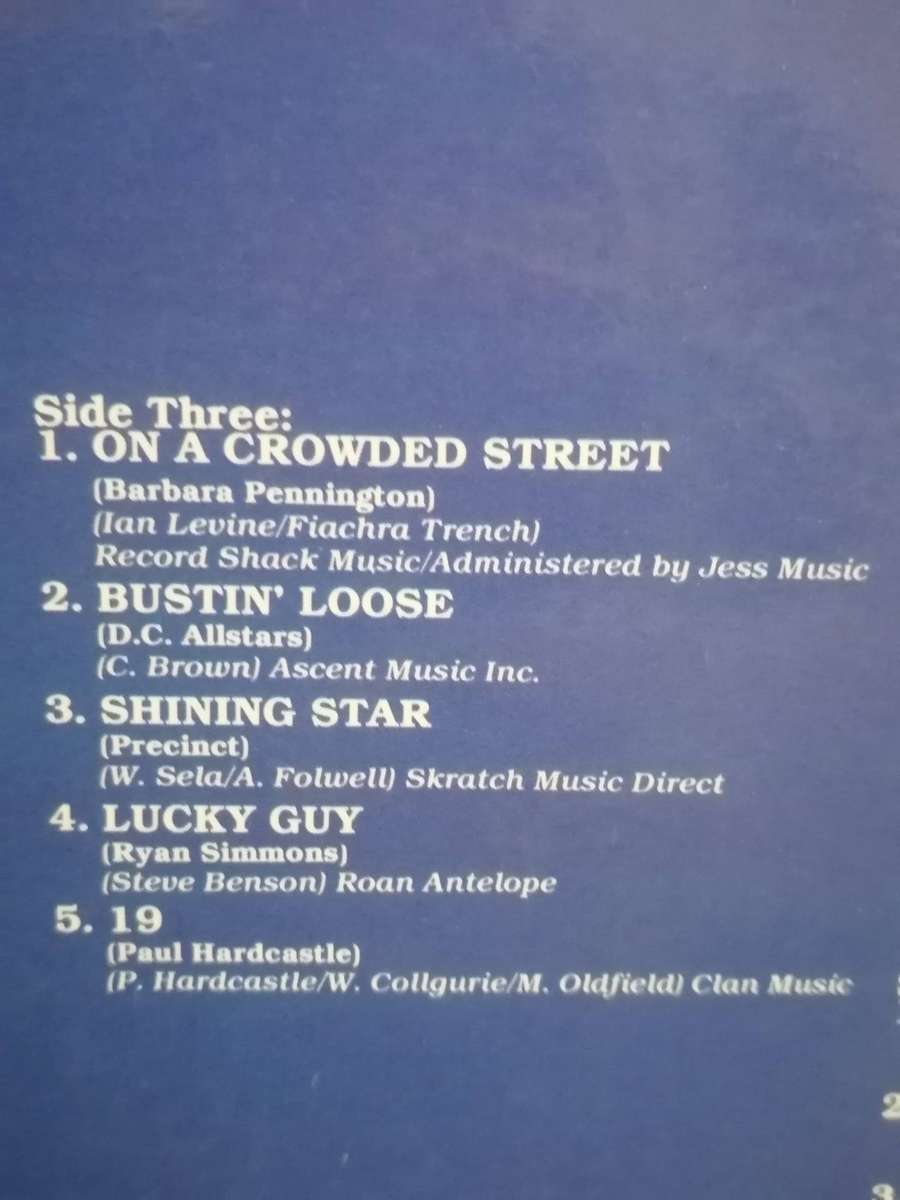 Side Three:
1. ON A CROWDED STREET
(Barbara Pennington)
(Ian Levine/Fiachra Trench)
Record Shack Music/Administered by Jess Music
2. BUSTIN' LOOSE
(D.C. Allstars)
(C. Brown) Ascent Music Inc.
3. SHINING STAR
(Precinct)
(W. Sela/A. Folwell) Skratch Music Direct
4. LUCKY GUY
(Ryan Simmons)
(Steve Benson) Roan Antelope
5. 19
(Paul Hardcastle)
(P. Hardcastle/W. Collgurie/M. Oldfield) Clan Music
2
3